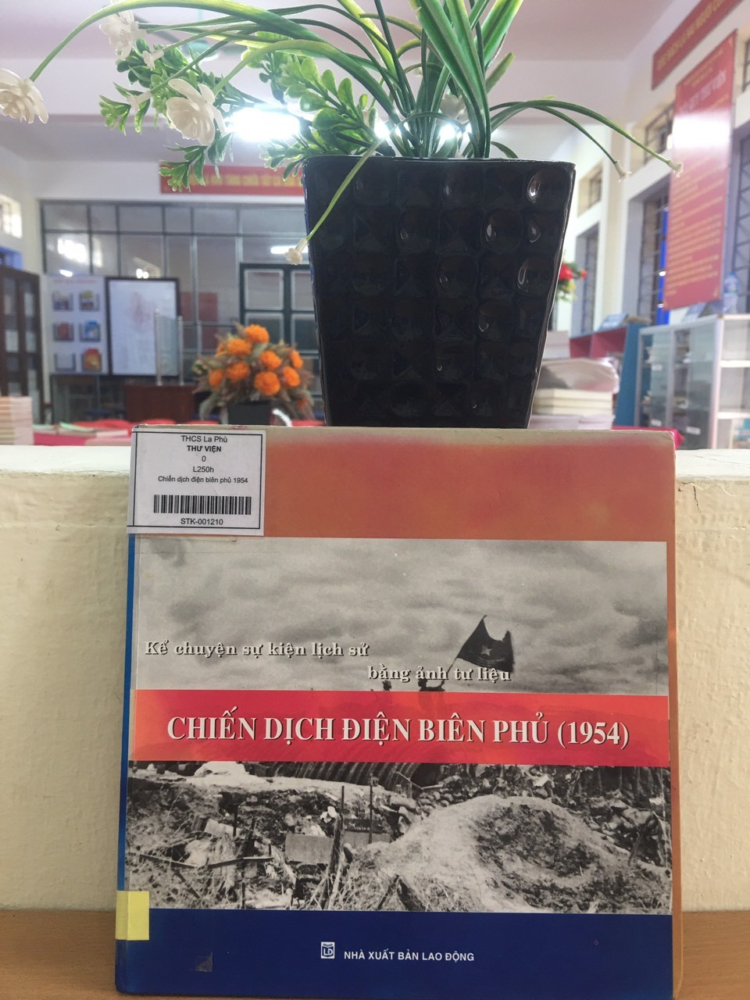 THCS La Phù
THƯ VIỆN
0
L250h
Chiến dịch điện biên phủ 1954
STK-001210
Kể chuyện sự kiện lịch sử
bằng ảnh tư liệu
CHIẾN DỊCH ĐIỆN BIÊN PHỦ (1954)
LĐ
NHÀ XUẤT BẢN LAO ĐỘNG